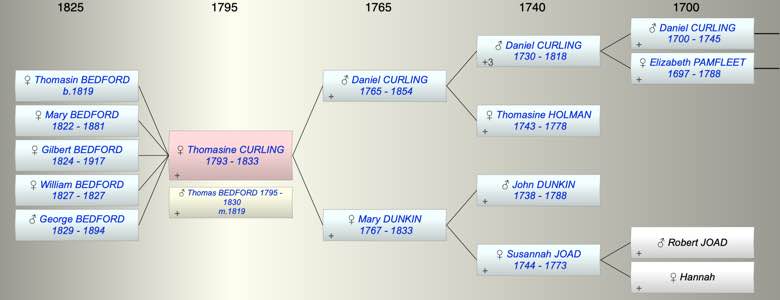 1825
1795
1765
1740
1700
♀ Thomasin BEDFORD
b.1819
♀ Mary BEDFORD
1822 - 1881
♀ Gilbert BEDFORD
1824 - 1917
♀ William BEDFORD
1827 - 1827
♂ George BEDFORD
1829 - 1894
♀ Thomasine CURLING
1793 - 1833
+
♂ Thomas BEDFORD 1795 -
1830
m.1819
+
♂ Daniel CURLING
1765 - 1854
+
♀ Mary DUNKIN
1767 - 1833
+
♂ Daniel CURLING
1730 - 1818
+3
♀ Thomasine HOLMAN
1743 - 1778
+
♂ John DUNKIN
1738 - 1788
+
♀ Susannah JOAD
1744 - 1773
+
♂ Daniel CURLING
1700 - 1745
+
♀ Elizabeth PAMFLEET
1697 - 1788
+
♂ Robert JOAD
+
♀ Hannah
+